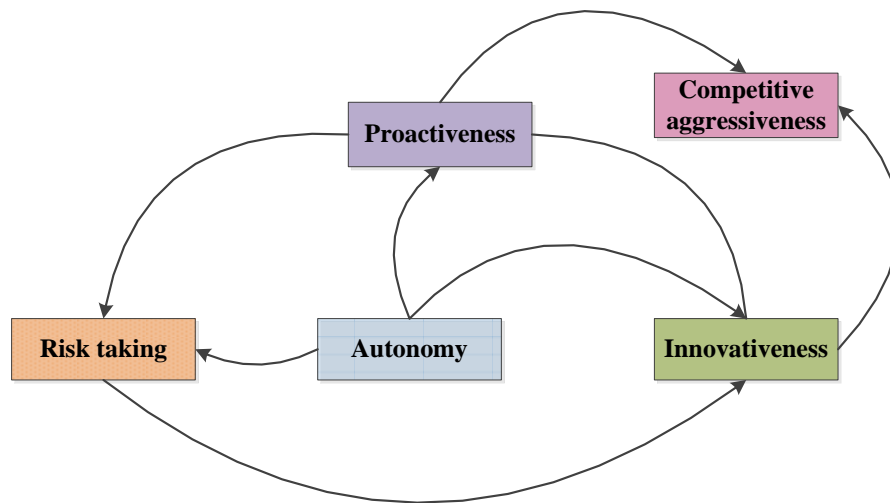 Competitive
aggressiveness
Proactiveness
Risk taking
Autonomy
Innovativeness